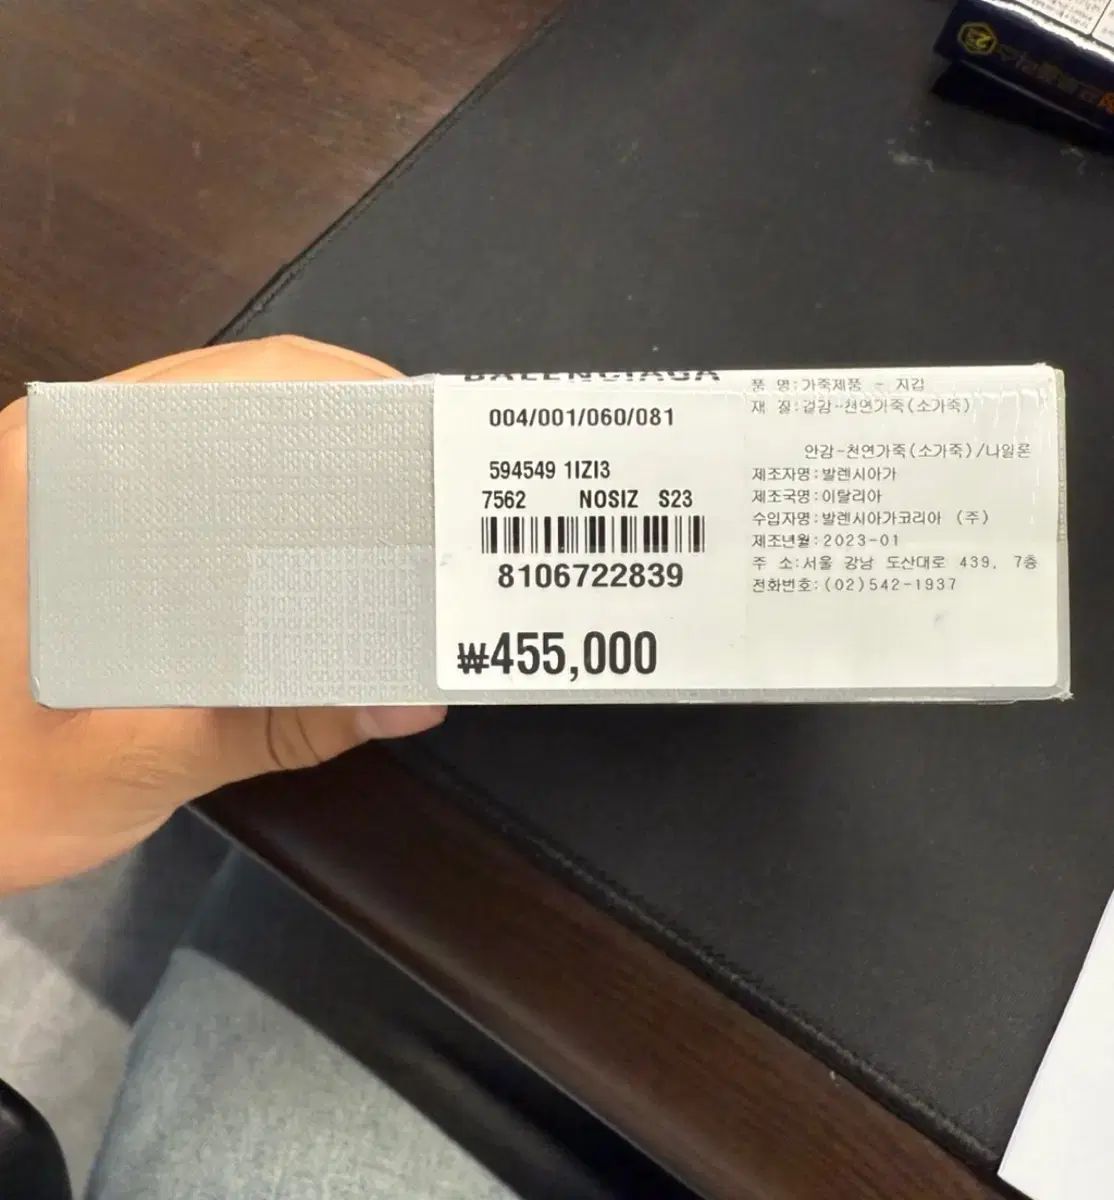 BALENCIAGA
004/001/060/081
594549 1IZI3
7562 NOSIZ S23
8106722839
₩455,000
품 명:가죽제품 - 지갑
재 질:겉감-천연가죽(소가죽)
안감-천연가죽(소가죽)/나일론
제조자명:발렌시아가
제조국명:이탈리아
수입자명:발렌시아가코리아 (주)
제조년월:2023-01
주 소:서울 강남 도산대로 439, 7층
전화번호:(02)542-1937